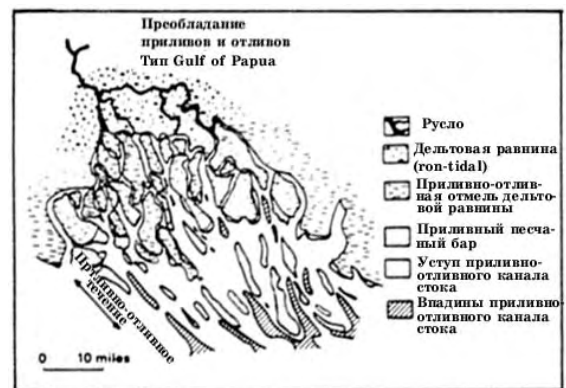 Преобладание
приливов и отливов
Тип Gulf of Papua
Русло
Дельтовая равнина
(ron-tidal)
Приливно-отлив-
ная отмель дельто-
вой равнины
Приливный песча-
ный бар
Уступ приливно-
отливного канала
стока
Впадины приливно-
отливного канала
стока
Приливно-отливное
течение
0 10 miles